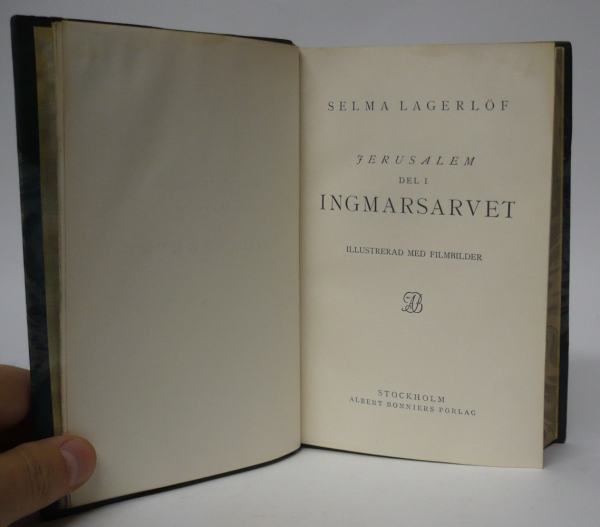 SELMA LAGERLÖF
JERUSALEM
DEL I
INGMARSARVET
ILLUSTRERAD MED FILMBILDER
AB
STOCKHOLM
ALBERT BONNIERS FÖRLAG